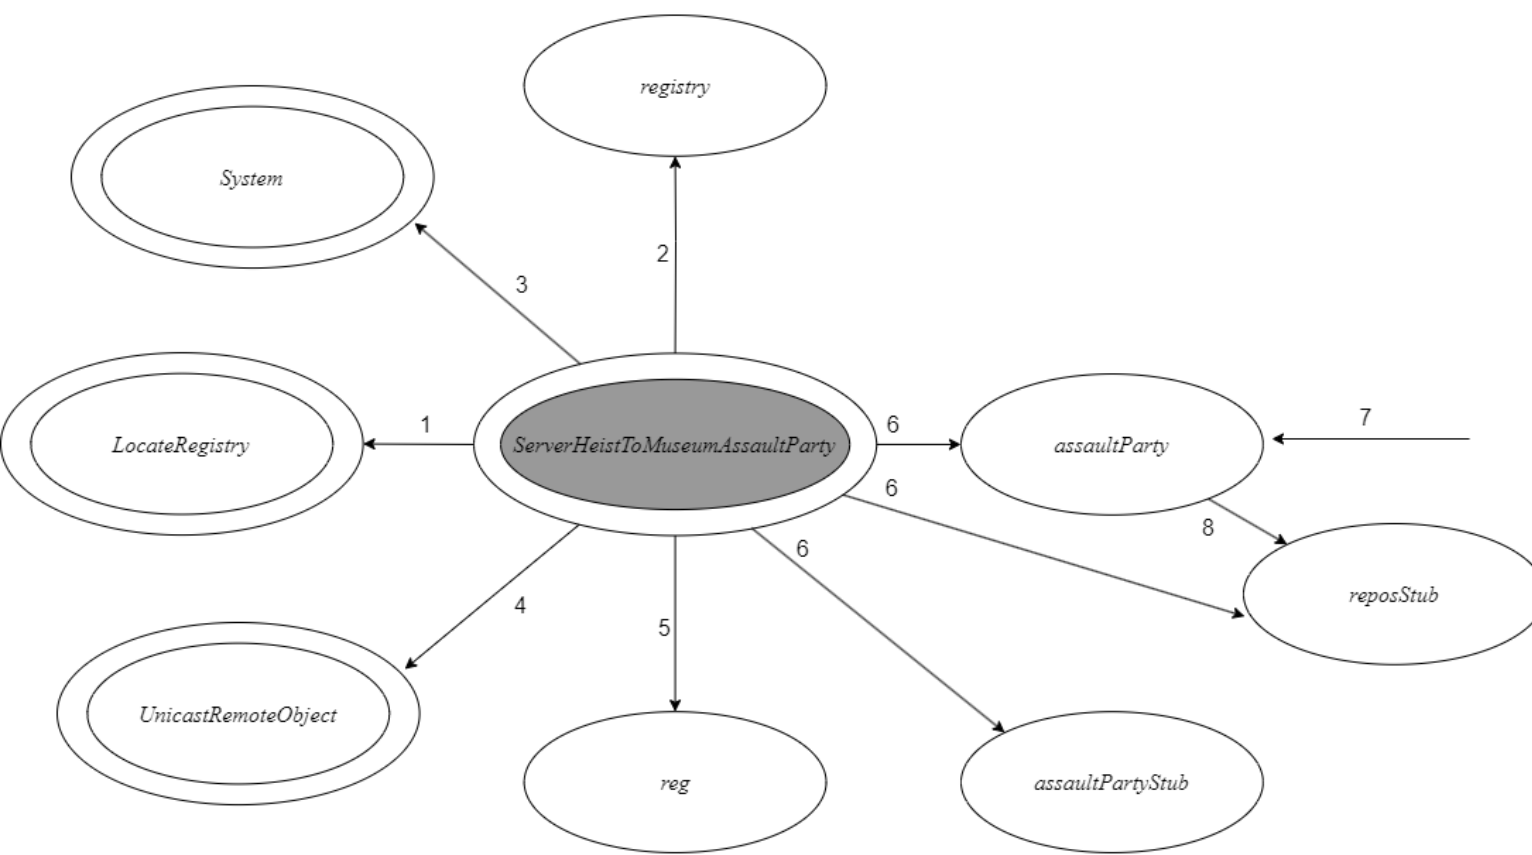 registry
System
2
3
LocateRegistry
1
ServerHeistToMuseumAssaultParty
6
assaultParty
7
6
8
6
reposStub
4
5
UnicastRemoteObject
reg
assaultPartyStub